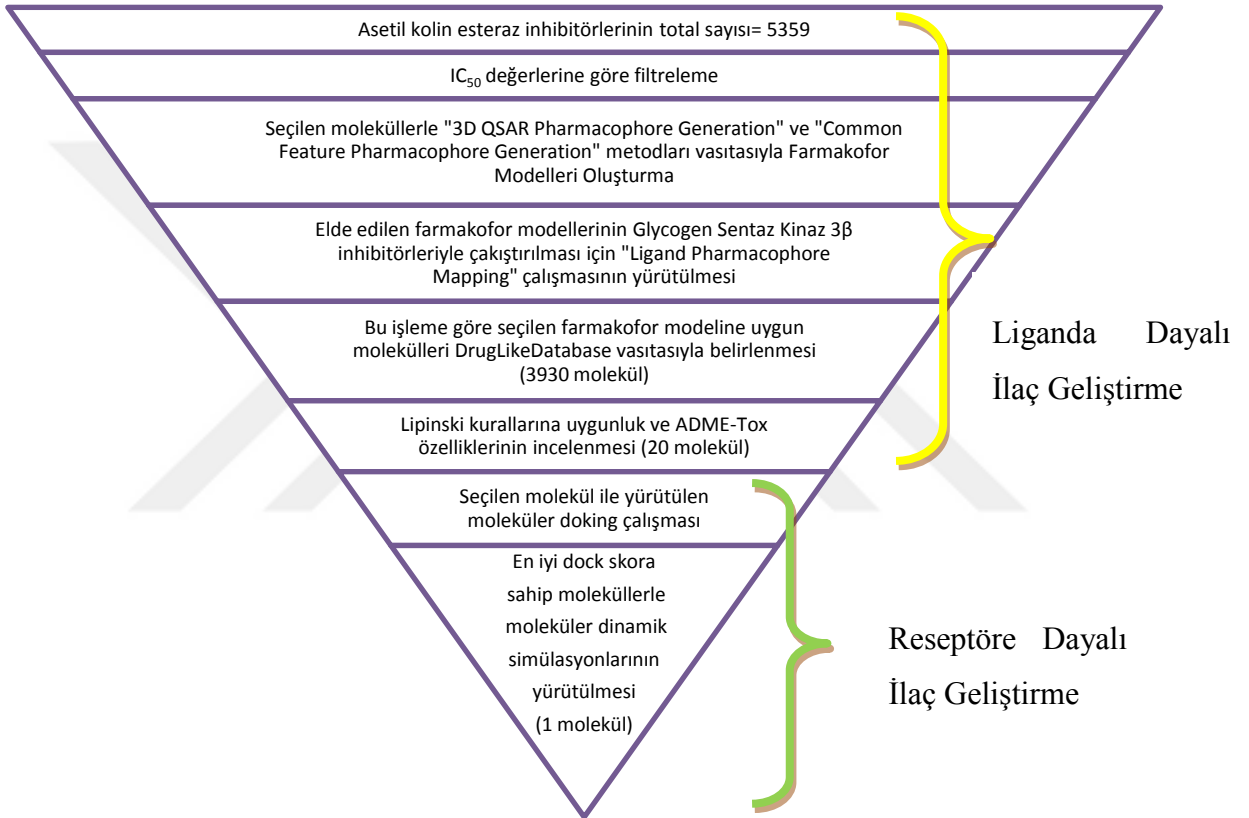 Asetil kolin esteraz inhibitörlerinin total sayısı= 5359
IC₅₀ değerlerine göre filtreleme
Seçilen moleküllerle "3D QSAR Pharmacophore Generation" ve "Common
Feature Pharmacophore Generation" metodları vasıtasıyla Farmakofor
Modelleri Oluşturma
Elde edilen farmakofor modellerinin Glycogen Sentaz Kinaz 3β
inhibitörleriyle çakıştırılması için "Ligand Pharmacophore
Mapping" çalışmasının yürütülmesi
Bu işleme göre seçilen farmakofor modeline uygun
molekülleri DrugLikeDatabase vasıtasıyla belirlenmesi
(3930 molekül)
Lipinski kurallarına uygunluk ve ADME-Tox
özelliklerinin incelenmesi (20 molekül)
Liganda Dayalı
İlaç Geliştirme
Seçilen molekül ile yürütülen
moleküler doking çalışması
En iyi dock skora
sahip moleküllerle
moleküler dinamik
simülasyonlarının
yürütülmesi
(1 molekül)
Reseptöre Dayalı
İlaç Geliştirme